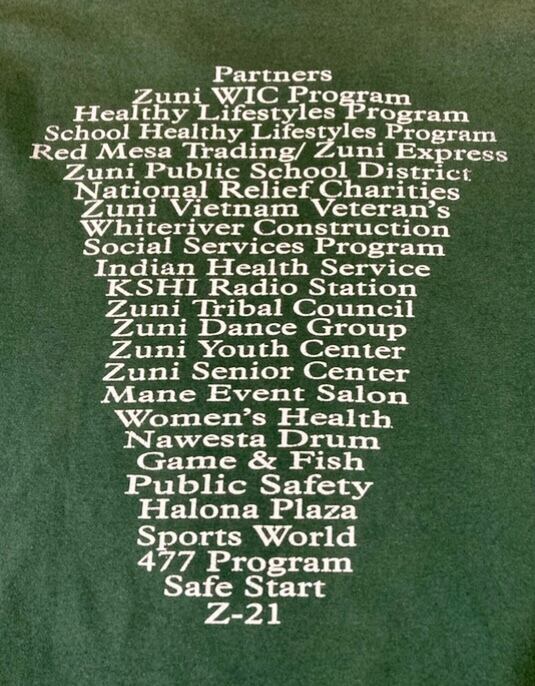 Partners
Zuni WIC Program
Healthy Lifestyles Program
School Healthy Lifestyles Program
Red Mesa Trading/ Zuni Express
Zuni Public School District
National Relief Charities
Zuni Vietnam Veteran's
Whiteriver Construction
Social Services Program
Indian Health Service
KSHI Radio Station
Zuni Tribal Council
Zuni Dance Group
Zuni Youth Center
Zuni Senior Center
Mane Event Salon
Women's Health
Nawesta Drum
Game & Fish
Public Safety
Halona Plaza
Sports World
477 Program
Safe Start
Z-21